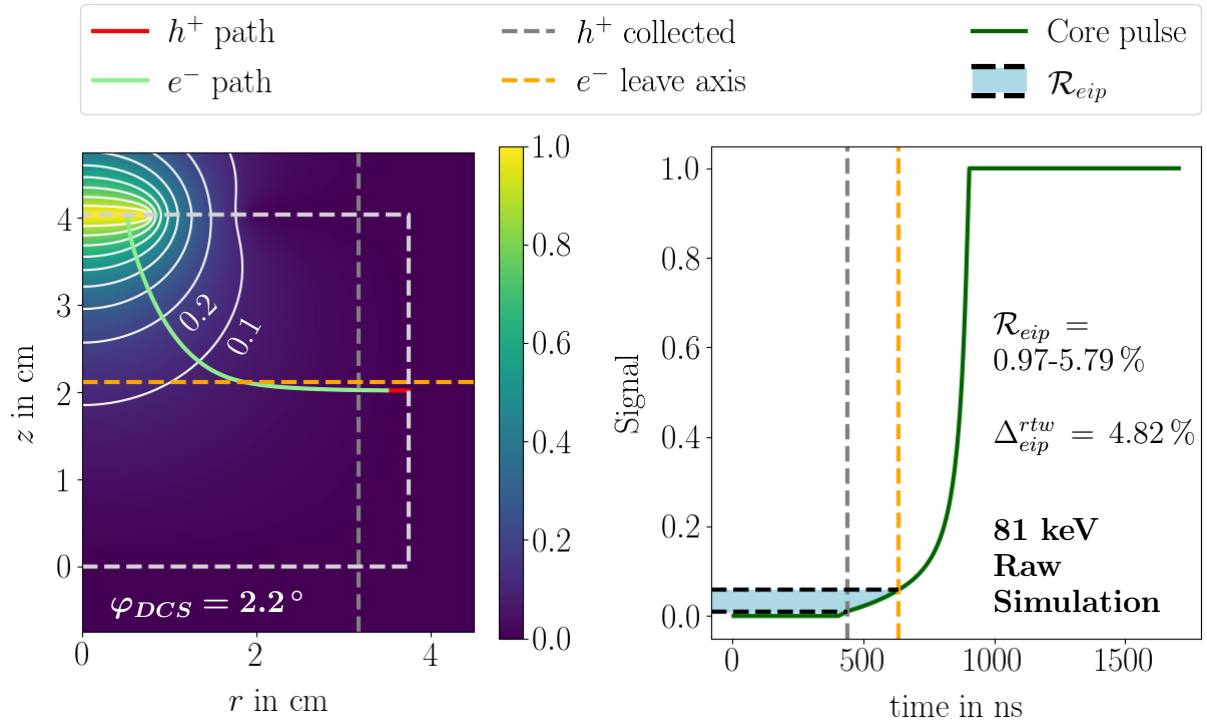 h⁺ path
e⁻ path
h⁺ collected
e⁻ leave axis
Core pulse
R_eip
z in cm
4
3
2
1
0
0.2
0.1
φ_DCS = 2.2°
0
2
4
r in cm
1.0
0.8
0.6
0.4
0.2
0.0
Signal
1.0
0.8
0.6
0.4
0.2
0.0
R_eip =
0.97-5.79 %
Δ^rtw_eip = 4.82 %
81 keV
Raw
Simulation
0
500
1000
1500
time in ns